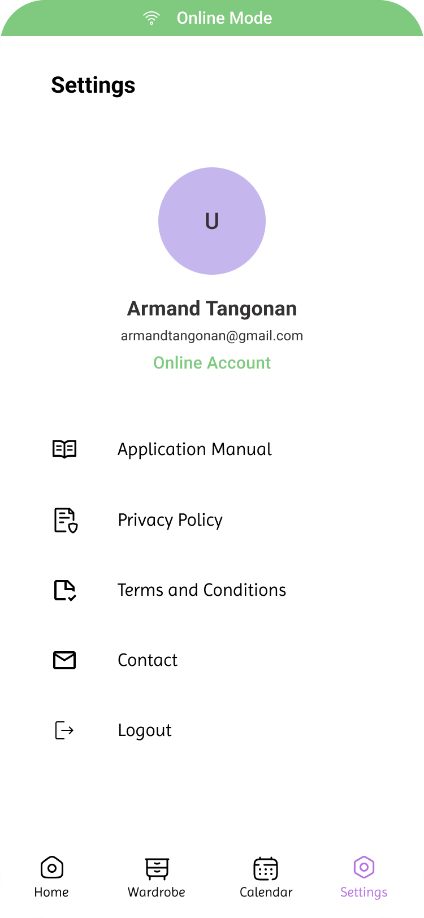 Online Mode
Settings
U
Armand Tangonan
armandtangonan@gmail.com
Online Account
Application Manual
Privacy Policy
Terms and Conditions
Contact
Logout
Home Wardrobe Calendar Settings